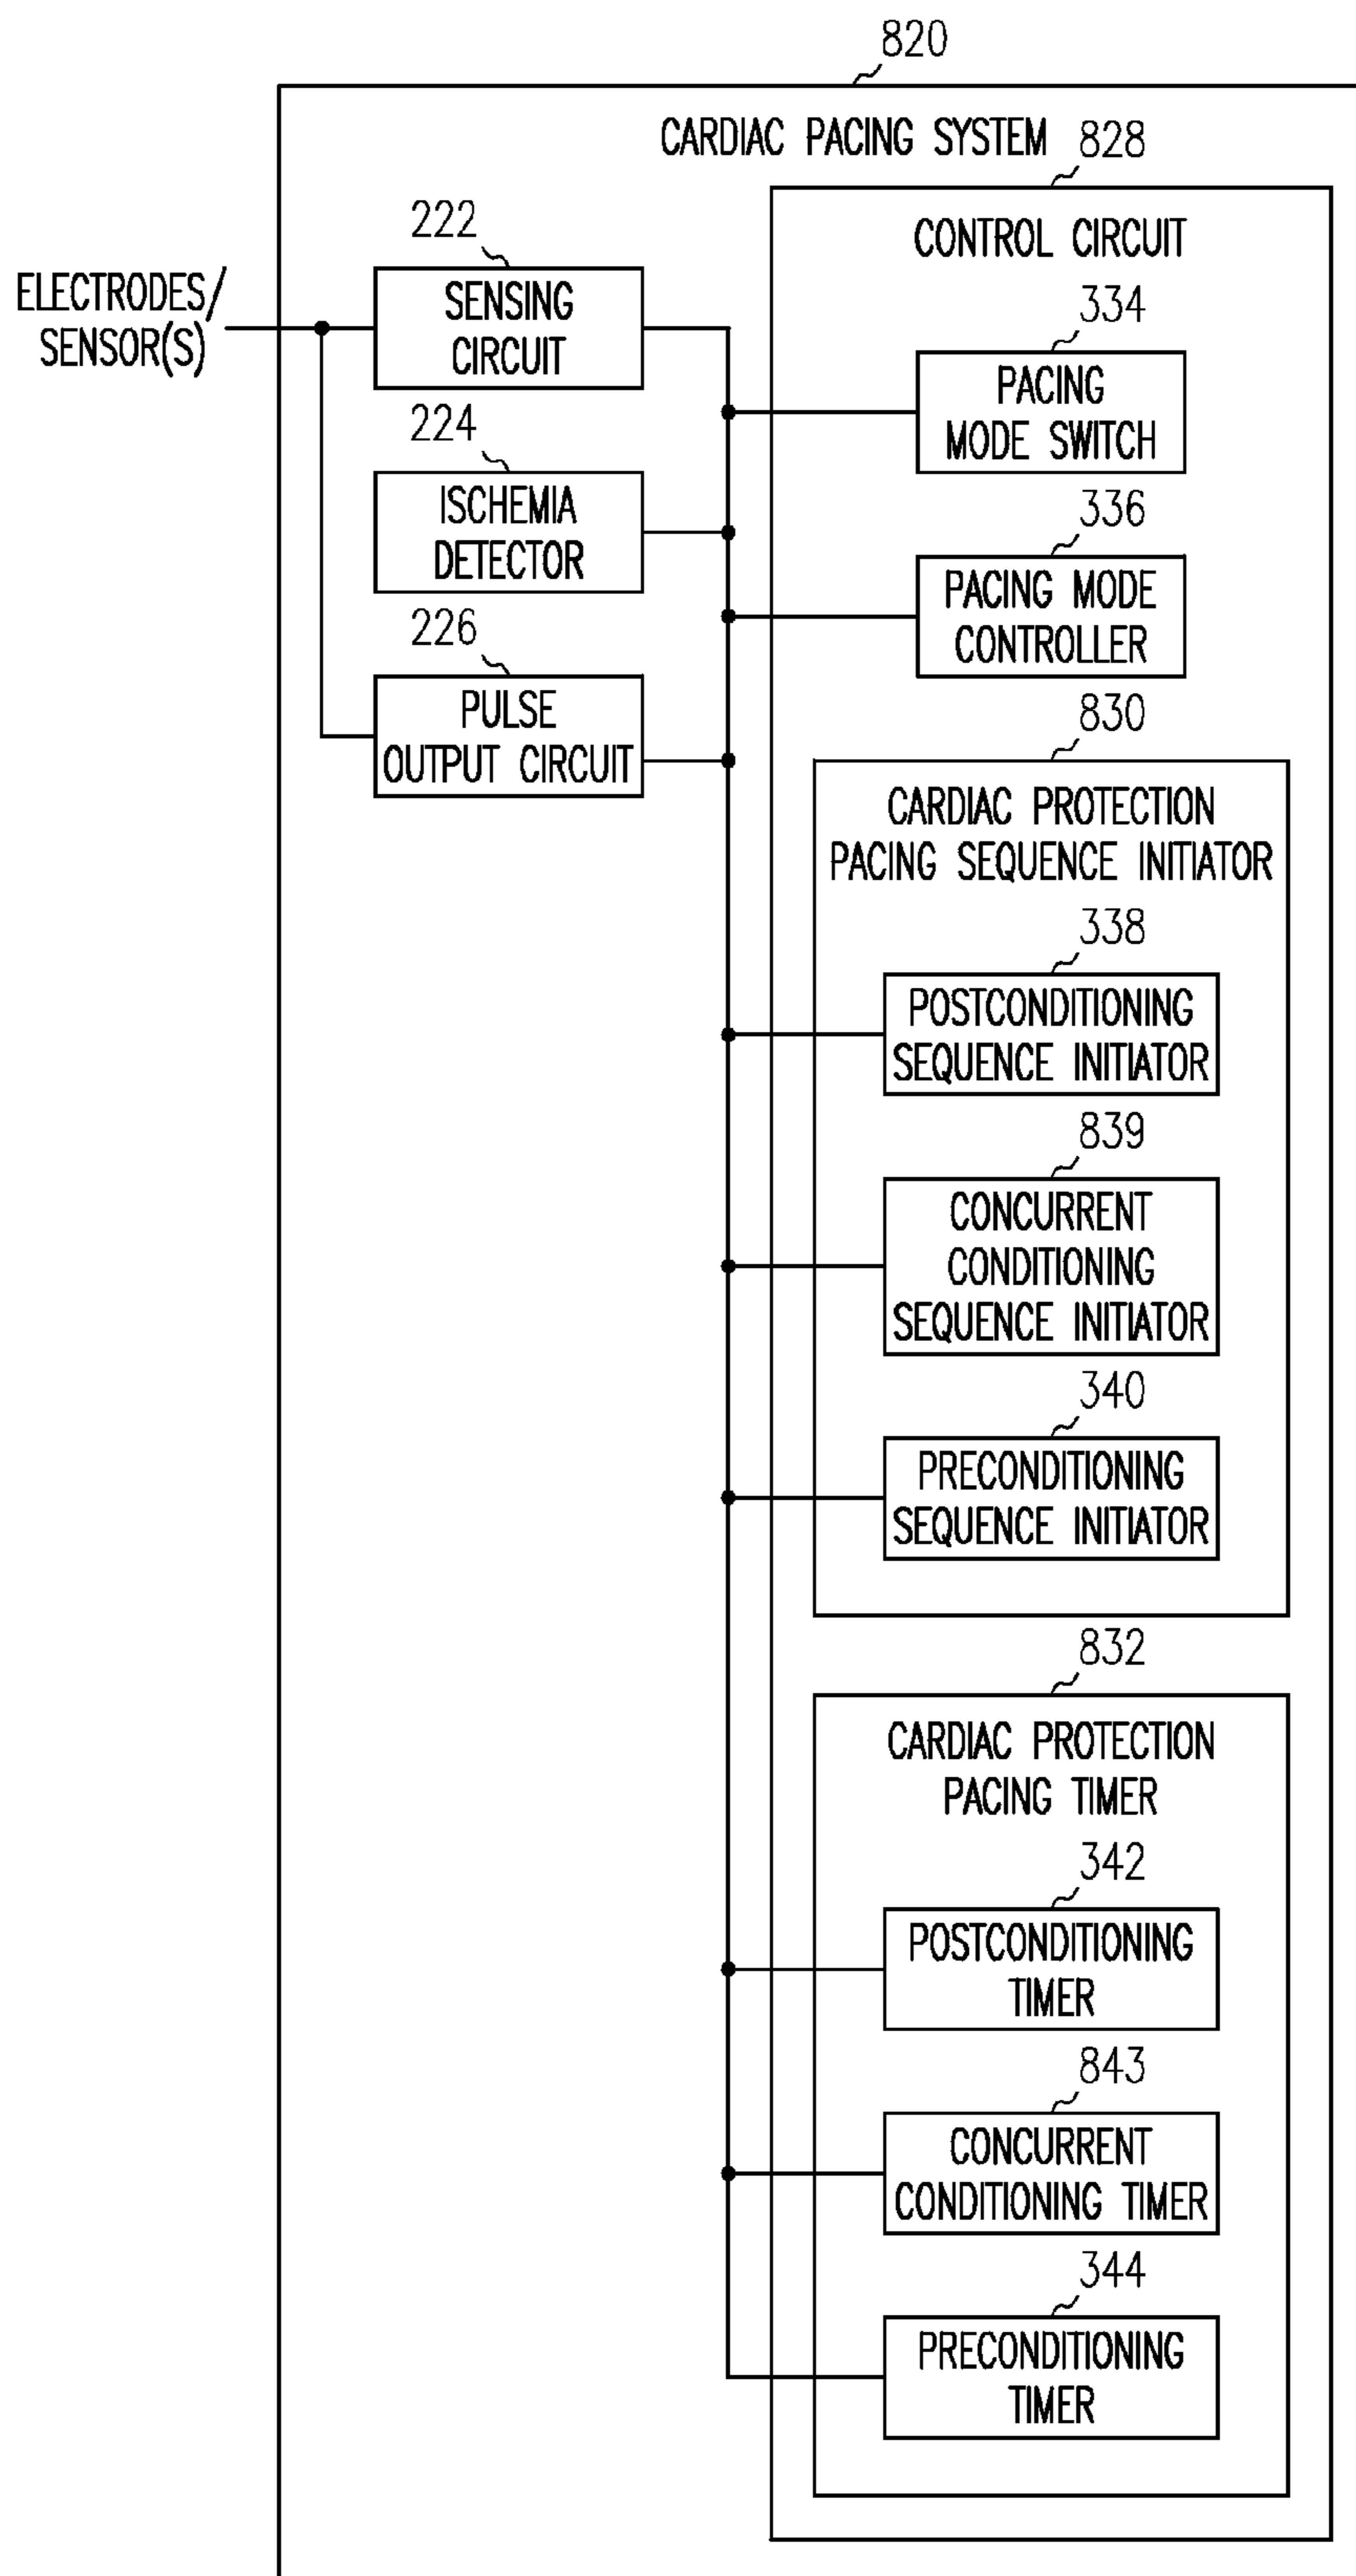 820
CARDIAC PACING SYSTEM
828
CONTROL CIRCUIT
222
SENSING
CIRCUIT
ELECTRODES/
SENSOR(S)
334
PACING
MODE SWITCH
224
ISCHEMIA
DETECTOR
336
PACING MODE
CONTROLLER
226
PULSE
OUTPUT CIRCUIT
830
CARDIAC PROTECTION
PACING SEQUENCE INITIATOR
338
POSTCONDITIONING
SEQUENCE INITIATOR
839
CONCURRENT
CONDITIONING
SEQUENCE INITIATOR
340
PRECONDITIONING
SEQUENCE INITIATOR
832
CARDIAC PROTECTION
PACING TIMER
342
POSTCONDITIONING
TIMER
843
CONCURRENT
CONDITIONING TIMER
344
PRECONDITIONING
TIMER